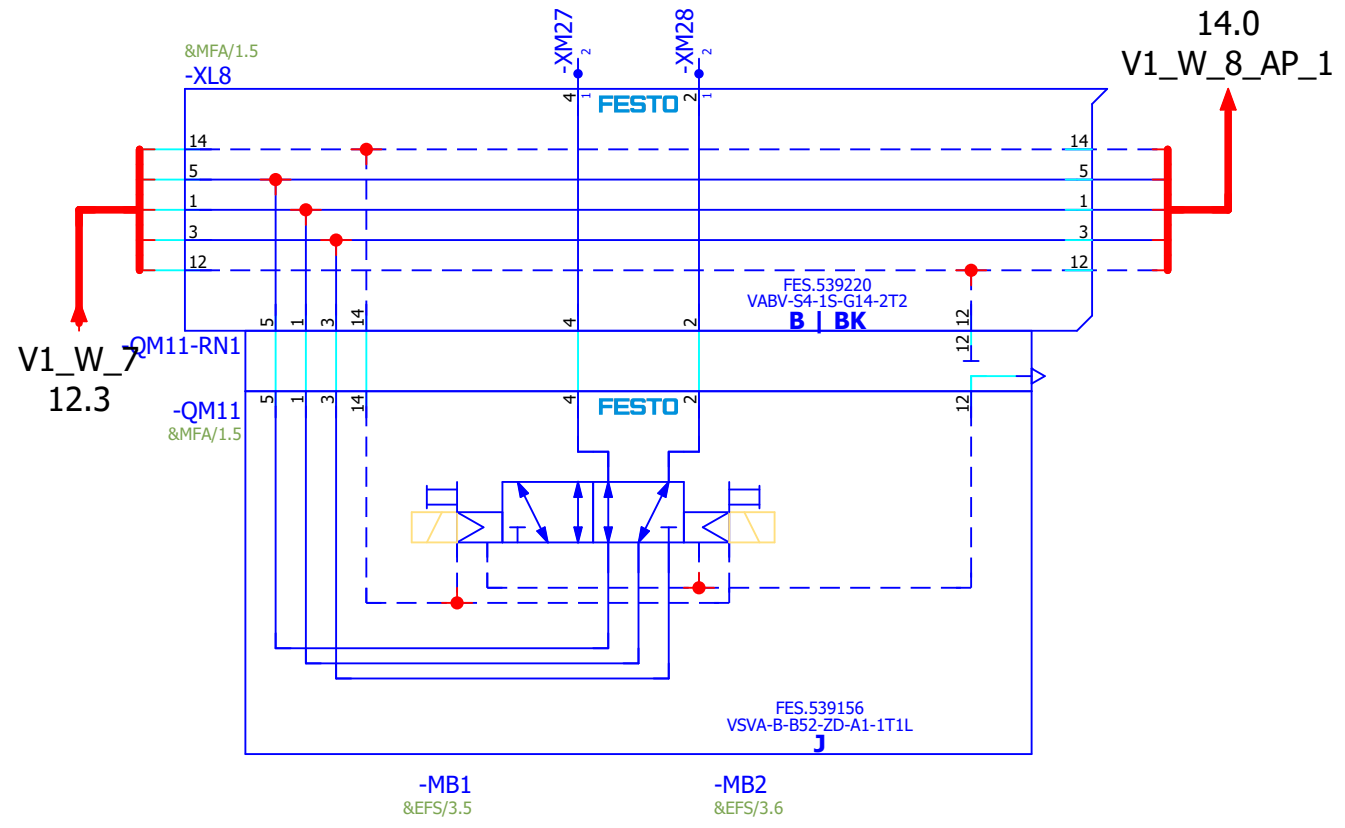 -XM27
2
-XM28
2
14.0
V1_W_8_AP_1
&MFA/1.5
-XL8
4
1
FESTO
2
1
14
14
5
5
1
1
3
3
12
12
FES.539220
VABV-S4-1S-G14-2T2
B | BK
5
1
3
14
4
2
12
V1_W_7
12.3
-QM11-RN1
12
-QM11
&MFA/1.5
5
1
3
14
4
FESTO
2
12
FES.539156
VSVA-B-B52-ZD-A1-1T1L
J
-MB1
&EFS/3.5
-MB2
&EFS/3.6